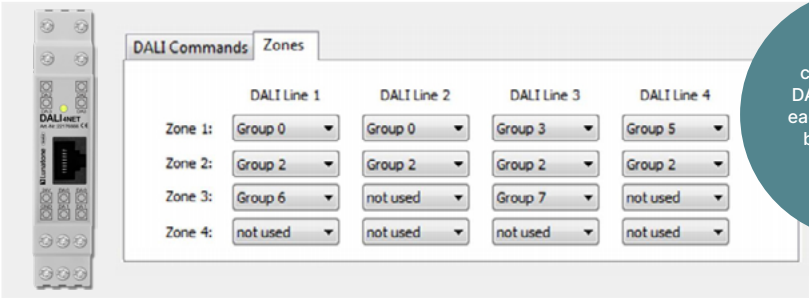 DALI Commands Zones
DALI Line 1 DALI Line 2 DALI Line 3 DALI Line 4
Zone 1: Group 0 Group 0 Group 3 Group 5
Zone 2: Group 2 Group 2 Group 2 Group 2
Zone 3: Group 6 not used Group 7 not used
Zone 4: not used not used not used not used
DALI4NET
Lunatone